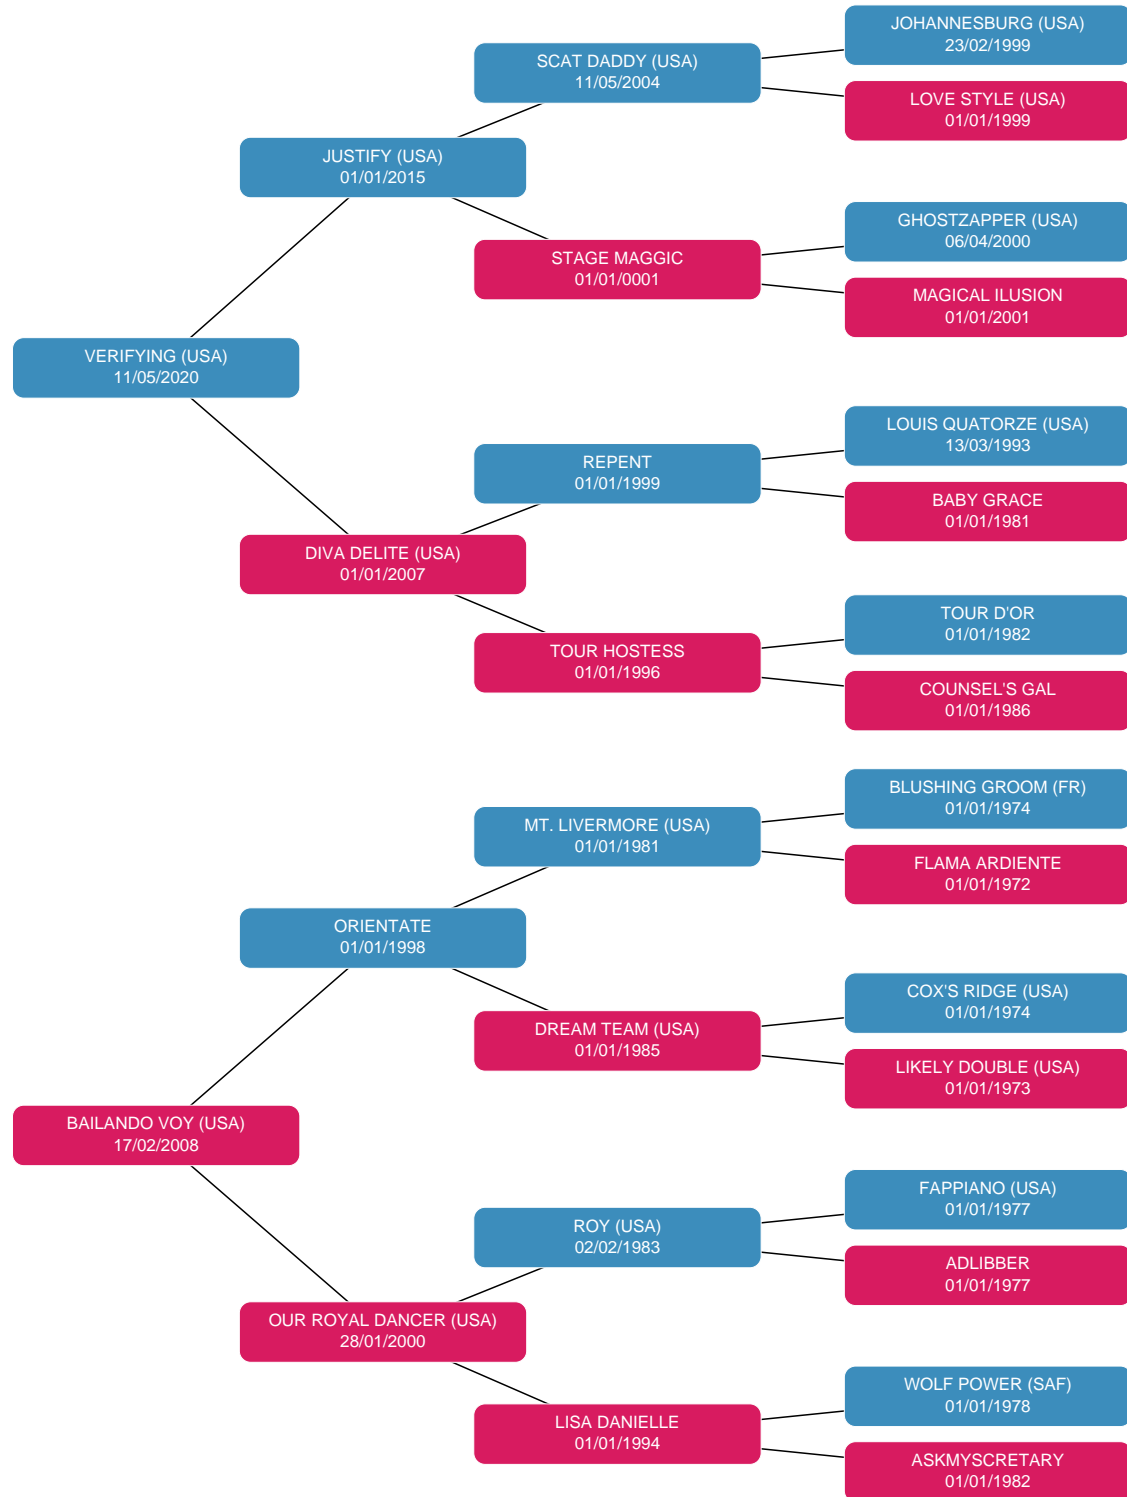 JOHANNESBURG (USA)
23/02/1999
SCAT DADDY (USA)
11/05/2004
LOVE STYLE (USA)
01/01/1999
JUSTIFY (USA)
01/01/2015
GHOSTZAPPER (USA)
06/04/2000
STAGE MAGGIC
01/01/0001
MAGICAL ILUSION
01/01/2001
VERIFYING (USA)
11/05/2020
LOUIS QUATORZE (USA)
13/03/1993
REPENT
01/01/1999
BABY GRACE
01/01/1981
DIVA DELITE (USA)
01/01/2007
TOUR D'OR
01/01/1982
TOUR HOSTESS
01/01/1996
COUNSEL'S GAL
01/01/1986
BLUSHING GROOM (FR)
01/01/1974
MT. LIVERMORE (USA)
01/01/1981
FLAMA ARDIENTE
01/01/1972
ORIENTATE
01/01/1998
COX'S RIDGE (USA)
01/01/1974
DREAM TEAM (USA)
01/01/1985
LIKELY DOUBLE (USA)
01/01/1973
BAILANDO VOY (USA)
17/02/2008
FAPPIANO (USA)
01/01/1977
ROY (USA)
02/02/1983
ADLIBBER
01/01/1977
OUR ROYAL DANCER (USA)
28/01/2000
WOLF POWER (SAF)
01/01/1978
LISA DANIELLE
01/01/1994
ASKMYSCRETARY
01/01/1982